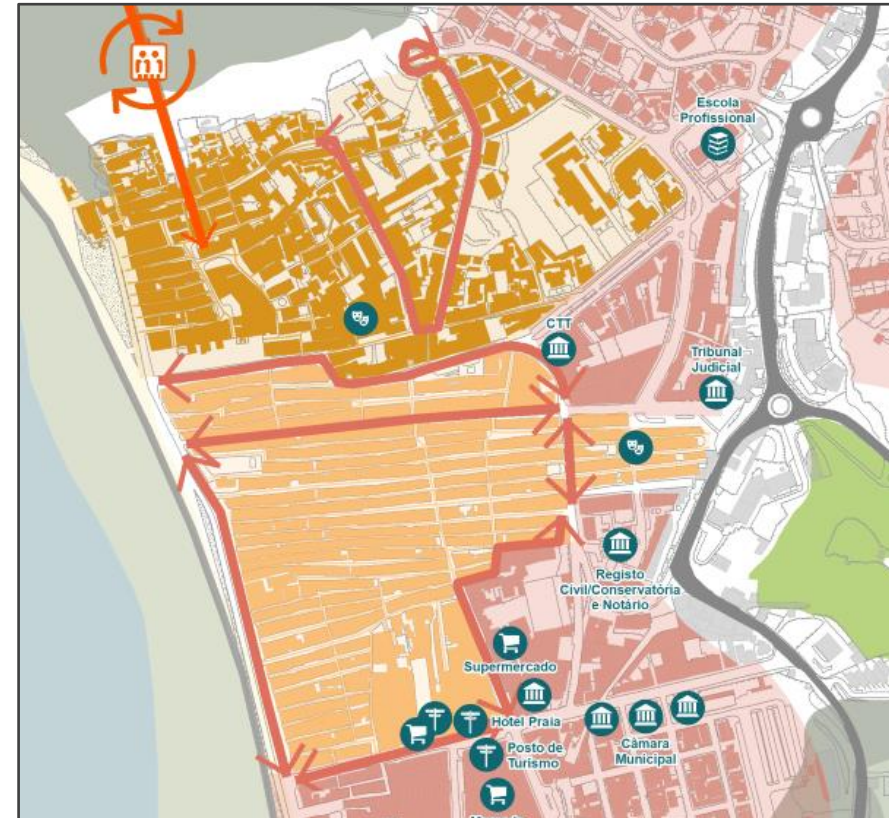 Escola
Profissional
CTT
Tribunal
Judicial
Registo
Civil/Conservatória
e Notário
Supermercado
Hotel Praia
Posto de
Turismo
Câmara
Municipal